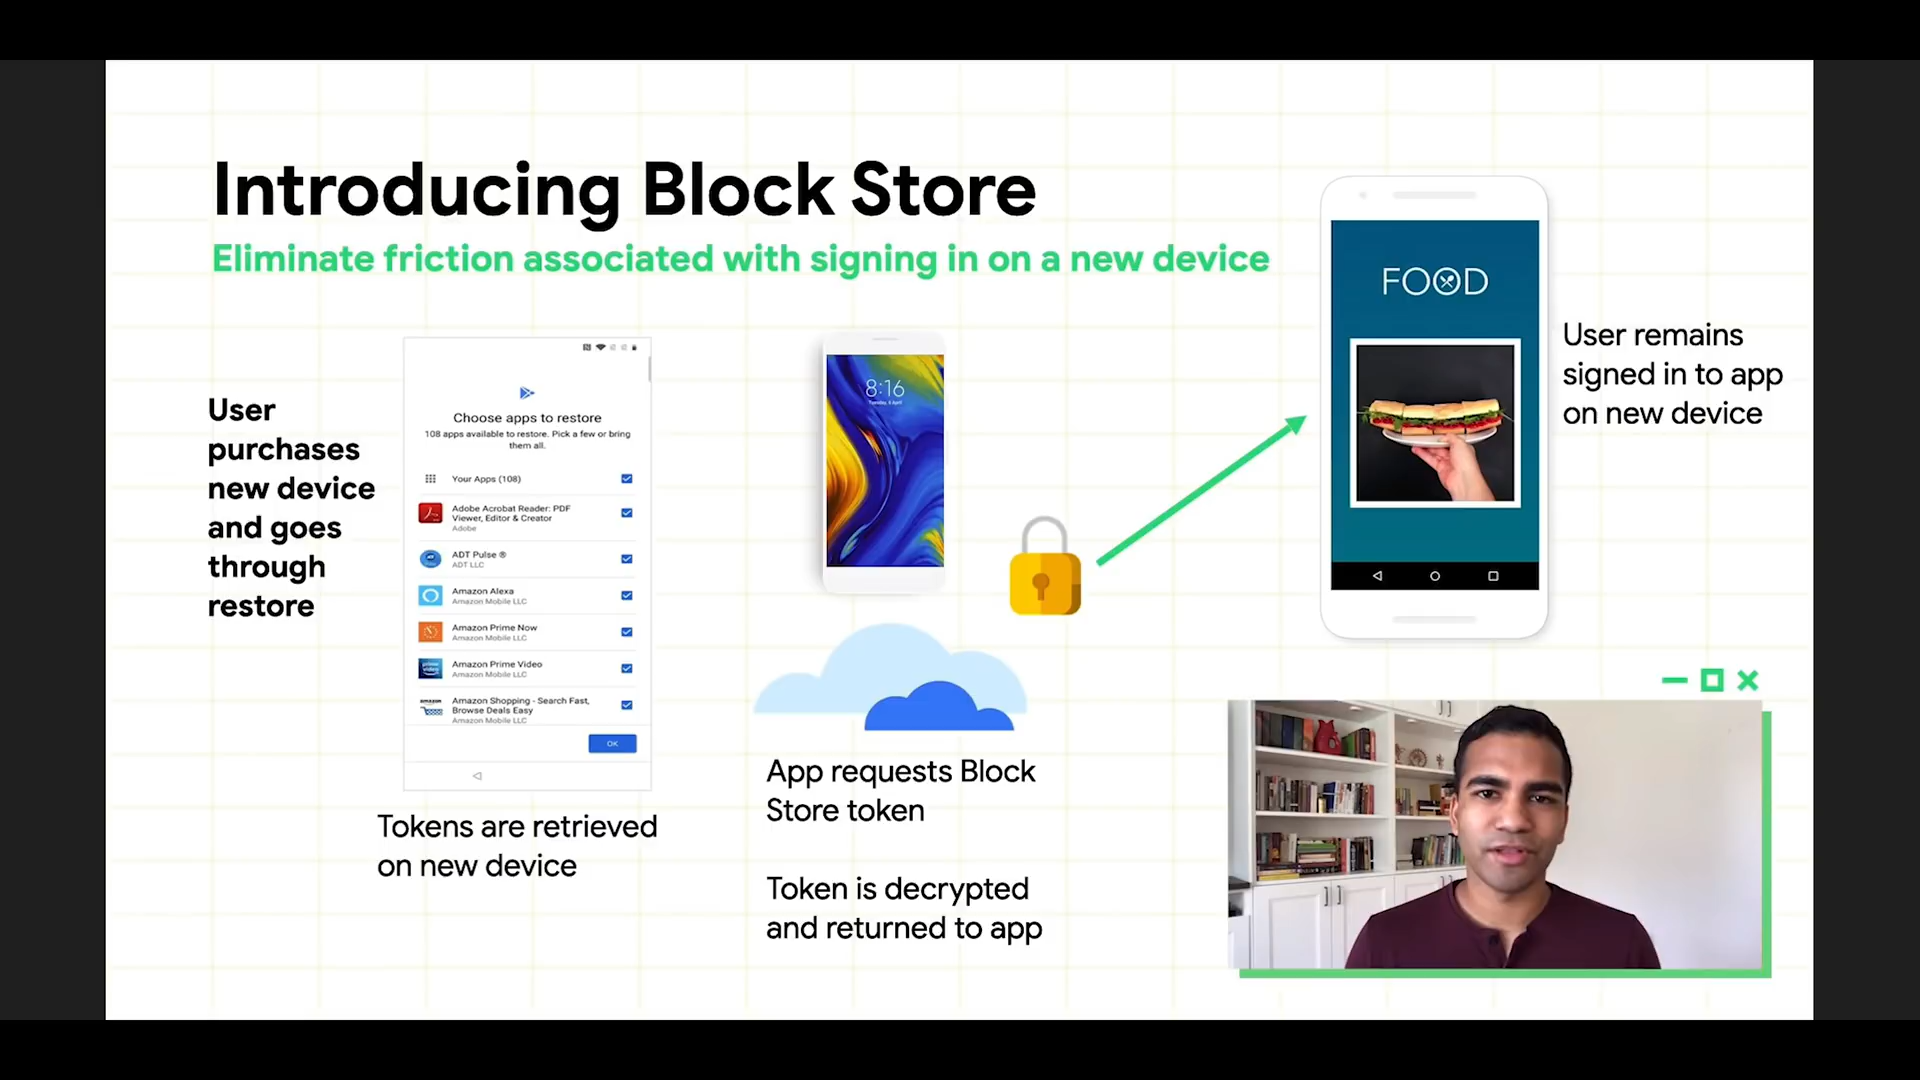 Introducing Block Store
Eliminate friction associated with signing in on a new device
User
purchases
new device
and goes
through
restore
Choose apps to restore
108 apps available to restore. Pick a few or bring
them all.
Your Apps (108)
Adobe Acrobat Reader: PDF
Viewer, Editor & Creator
Adobe
ADT Pulse ®
ADT LLC
Amazon Alexa
Amazon Mobile LLC
Amazon Prime Now
Amazon Mobile LLC
Amazon Prime Video
Amazon Mobile LLC
Amazon Shopping - Search Fast,
Browse Deals Easy
Amazon Mobile LLC
OK
Tokens are retrieved
on new device
8:16
App requests Block
Store token
Token is decrypted
and returned to app
FOOD
User remains
signed in to app
on new device